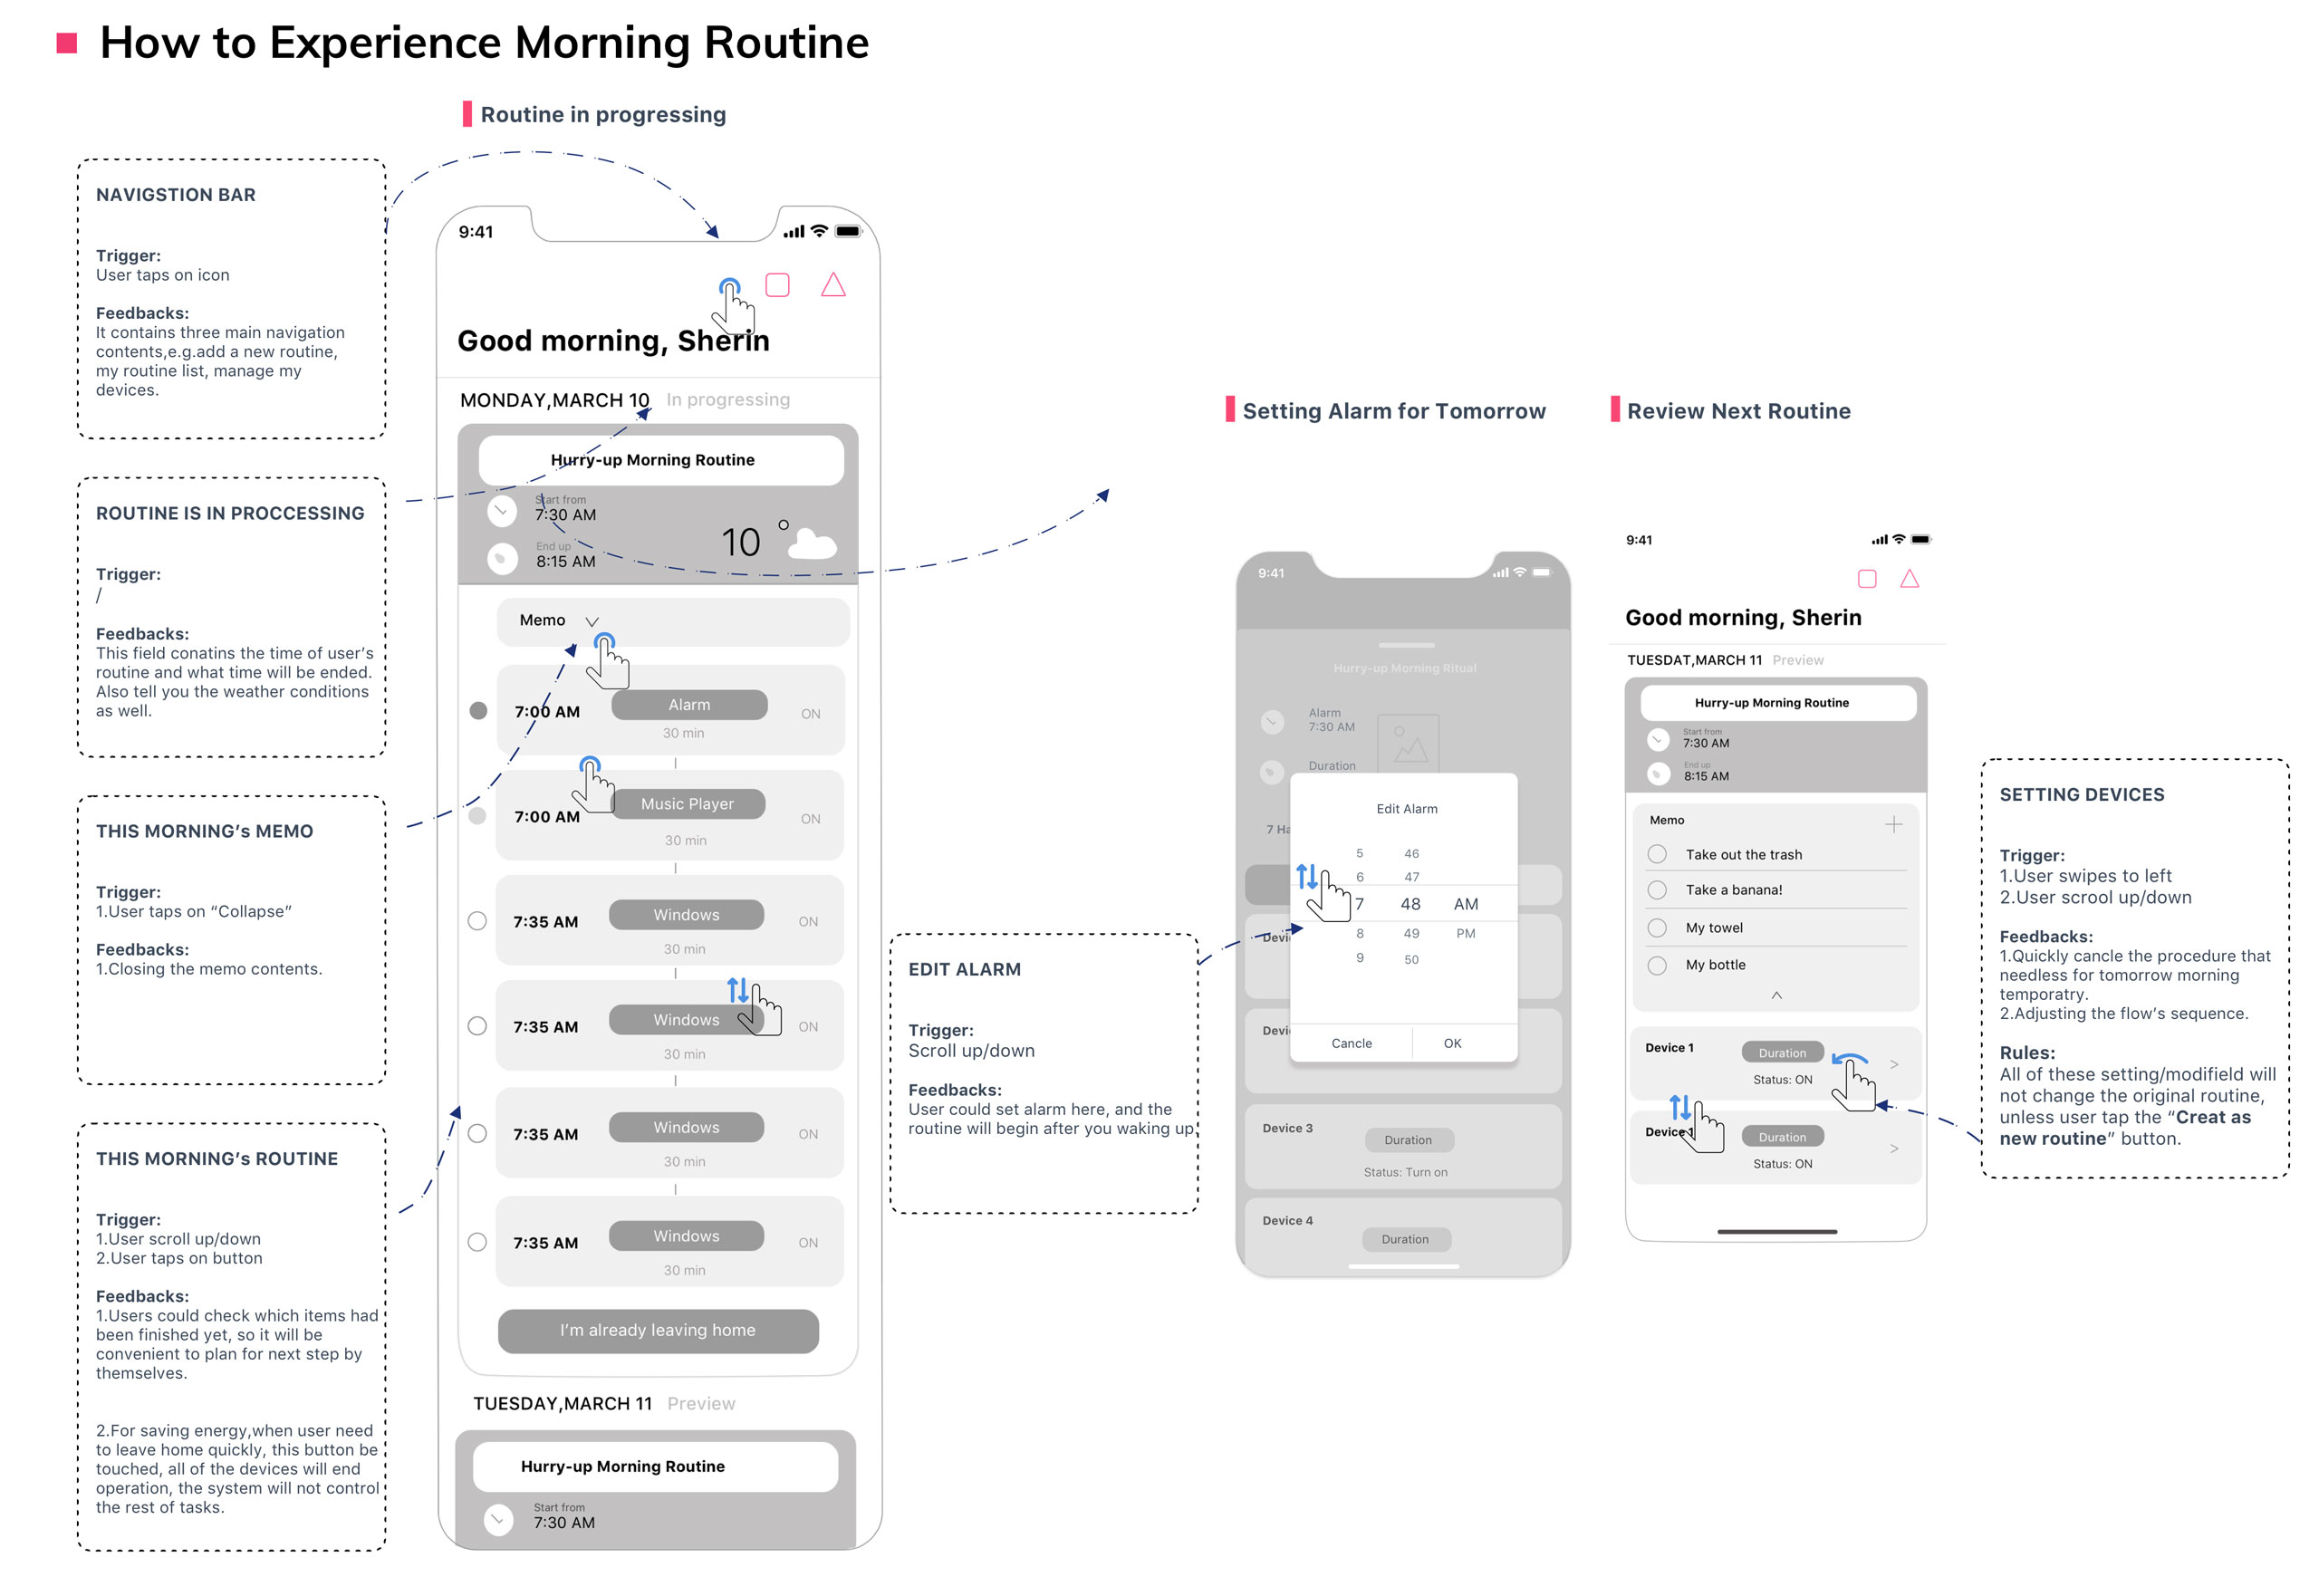 How to Experience Morning Routine
Routine in progressing
NAVIGSTION BAR
Trigger:
User taps on icon
Feedbacks:
It contains three main navigation
contents,e.g.add a new routine,
my routine list, manage my
devices.
ROUTINE IS IN PROCCESSING
Trigger:
/
Feedbacks:
This field conatins the time of user's
routine and what time will be ended.
Also tell you the weather conditions
as well.
THIS MORNING's MEMO
Trigger:
1.User taps on “Collapse”
Feedbacks:
1.Closing the memo contents.
THIS MORNING's ROUTINE
Trigger:
1.User scroll up/down
2.User taps on button
Feedbacks:
1.Users could check which items had
been finished yet, so it will be
convenient to plan for next step by
themselves.
2.For saving energy,when user need
to leave home quickly, this button be
touched, all of the devices will end
operation, the system will not control
the rest of tasks.
9:41
Good morning, Sherin
MONDAY,MARCH 10 In progressing
Hurry-up Morning Routine
Start from
7:30 AM
End up
8:15 AM
10 °
Memo
7:00 AM Alarm ON
30 min
7:00 AM Music Player ON
30 min
7:35 AM Windows ON
30 min
7:35 AM Windows ON
30 min
7:35 AM Windows ON
30 min
7:35 AM Windows ON
30 min
I'm already leaving home
TUESDAY,MARCH 11 Preview
Hurry-up Morning Routine
Start from
7:30 AM
EDIT ALARM
Trigger:
Scroll up/down
Feedbacks:
User could set alarm here, and the
routine will begin after you waking up.
Setting Alarm for Tomorrow
9:41
Hurry-up Morning Ritual
Alarm
7:30 AM
Duration
7 Ha
Edit Alarm
5 46
6 47
7 48 AM
8 49 PM
9 50
Cancle OK
Devi
Devi
Device 3
Duration
Status: Turn on
Device 4
Duration
Review Next Routine
9:41
Good morning, Sherin
TUESDAT,MARCH 11 Preview
Hurry-up Morning Routine
Start from
7:30 AM
End up
8:15 AM
Memo
Take out the trash
Take a banana!
My towel
My bottle
Device 1 Duration >
Status: ON
Device 1 Duration >
Status: ON
SETTING DEVICES
Trigger:
1.User swipes to left
2.User scrool up/down
Feedbacks:
1.Quickly cancle the procedure that
needless for tomorrow morning
temporatry.
2.Adjusting the flow's sequence.
Rules:
All of these setting/modifield will
not change the original routine,
unless user tap the “Creat as
new routine” button.